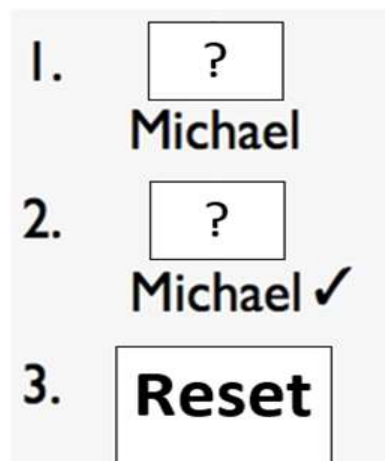 1. ?
Michael
2. ?
Michael ✓
3. Reset